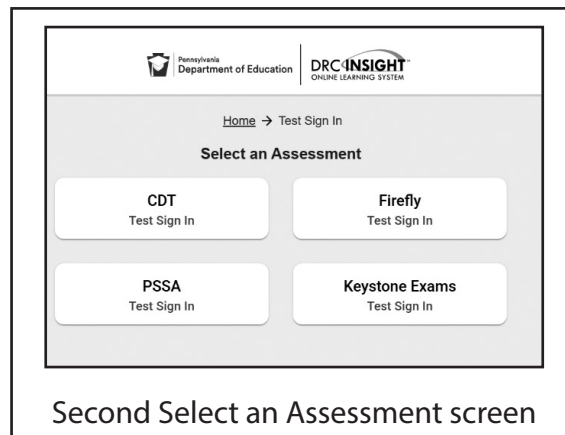 Pennsylvania
Department of Education
DRC INSIGHT™
ONLINE LEARNING SYSTEM
Home → Test Sign In
Select an Assessment
CDT
Test Sign In
Firefly
Test Sign In
PSSA
Test Sign In
Keystone Exams
Test Sign In
Second Select an Assessment screen